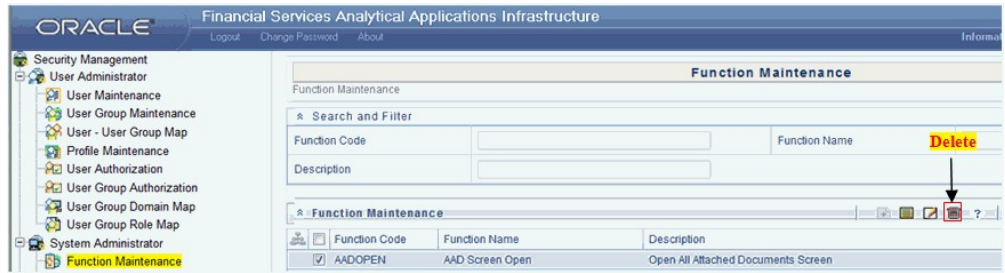 ORACLE
Financial Services Analytical Applications Infrastructure
Logout Change Password About
Security Management
User Administrator
User Maintenance
User Group Maintenance
User - User Group Map
Profile Maintenance
User Authorization
User Group Authorization
User Group Domain Map
User Group Role Map
System Administrator
Function Maintenance
Function Maintenance
Function Maintenance
Search and Filter
Function Code
Function Name
Delete
Description
Function Maintenance
?
Function Code Function Name Description
AADOPEN AAD Screen Open Open All Attached Documents Screen